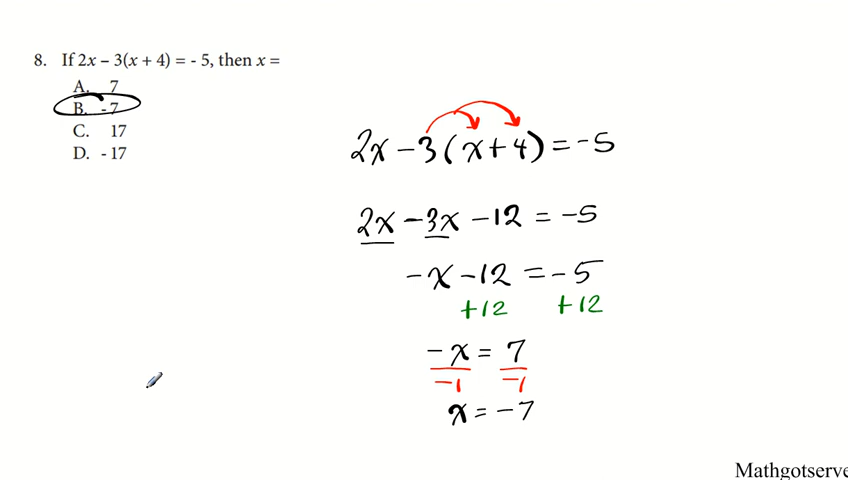 8. If 2x – 3(x + 4) = - 5, then x =
A. 7
B. - 7
C. 17
D. - 17
2x - 3(x + 4) = -5
2x - 3x - 12 = -5
-x - 12 = -5
+12 +12
-x = 7
-1 -1
x = -7
Mathgotserve